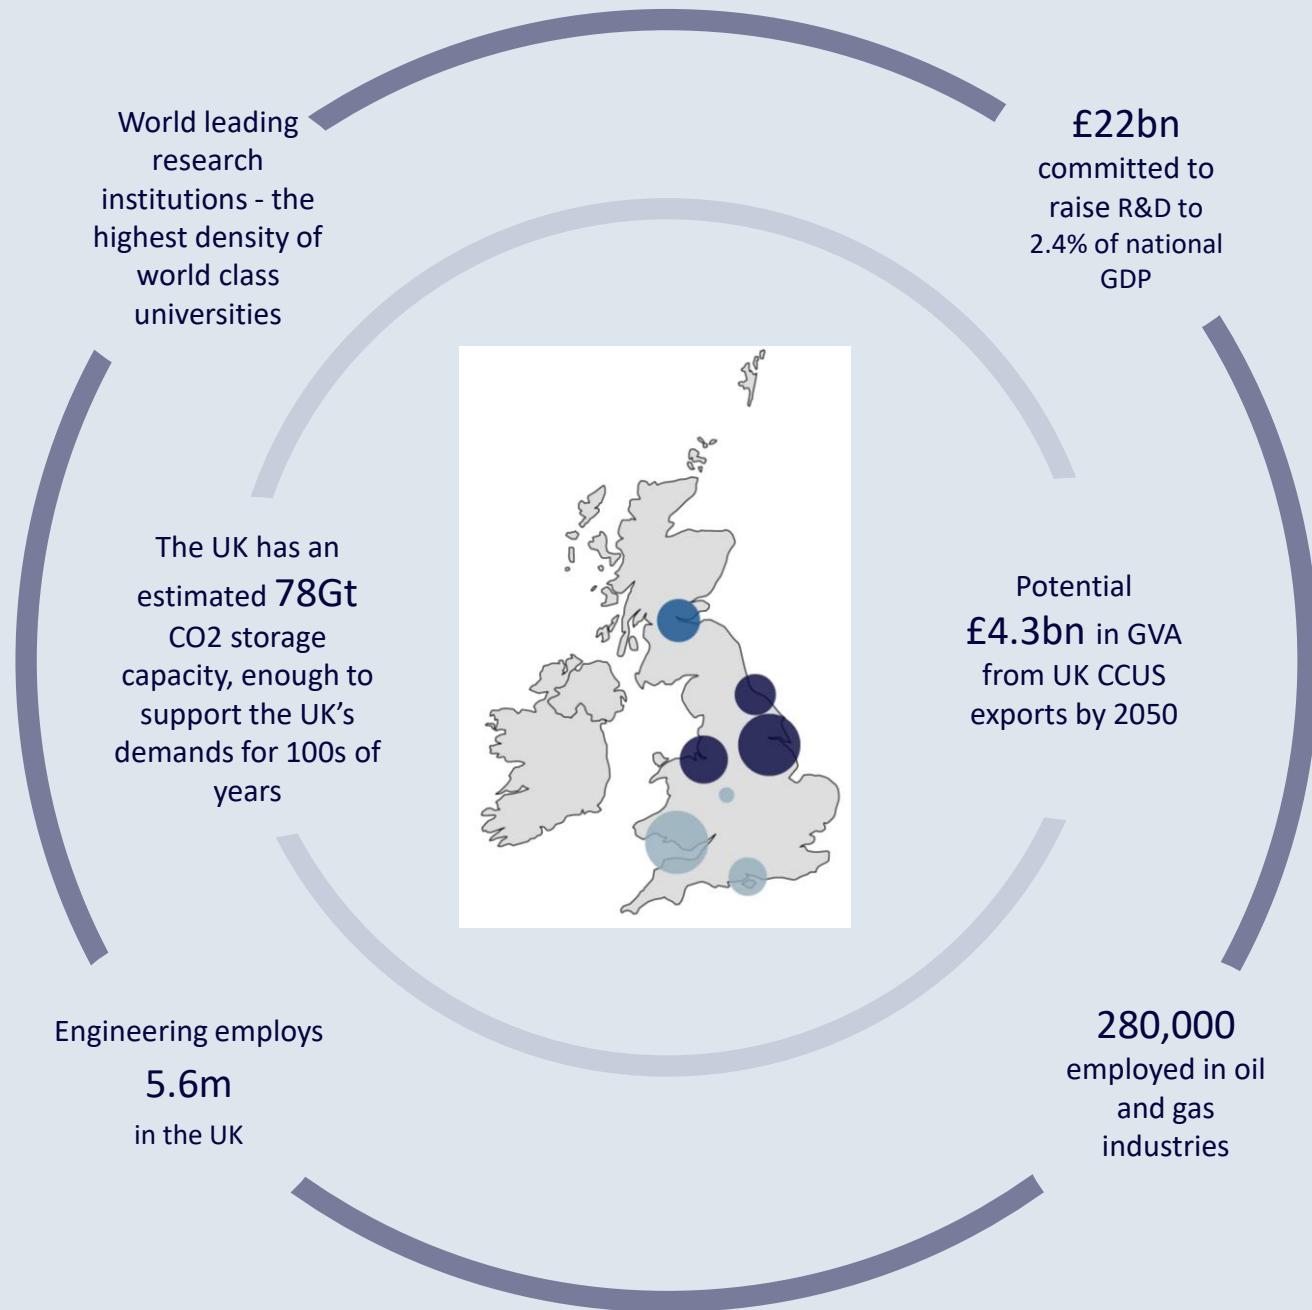 World leading
research
institutions - the
highest density of
world class
universities
£22bn
committed to
raise R&D to
2.4% of national
GDP
The UK has an
estimated 78Gt
CO2 storage
capacity, enough to
support the UK’s
demands for 100s of
years
Potential
£4.3bn in GVA
from UK CCUS
exports by 2050
Engineering employs
5.6m
in the UK
280,000
employed in oil
and gas
industries